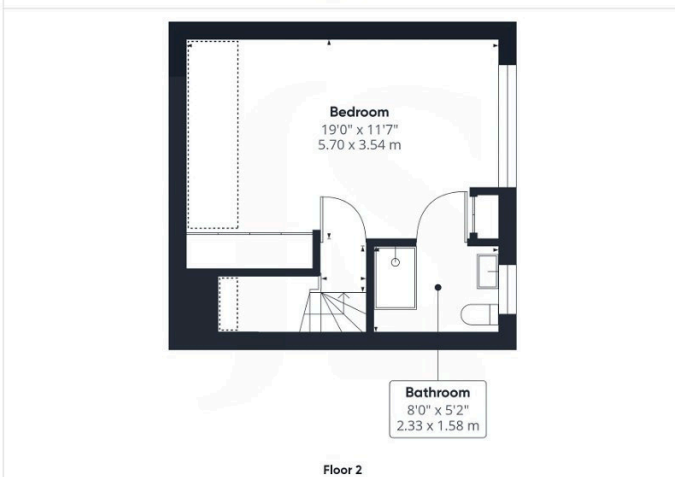 Bedroom
19'0" x 11'7"
5.70 x 3.54 m
Bathroom
8'0" x 5'2"
2.33 x 1.58 m
Floor 2